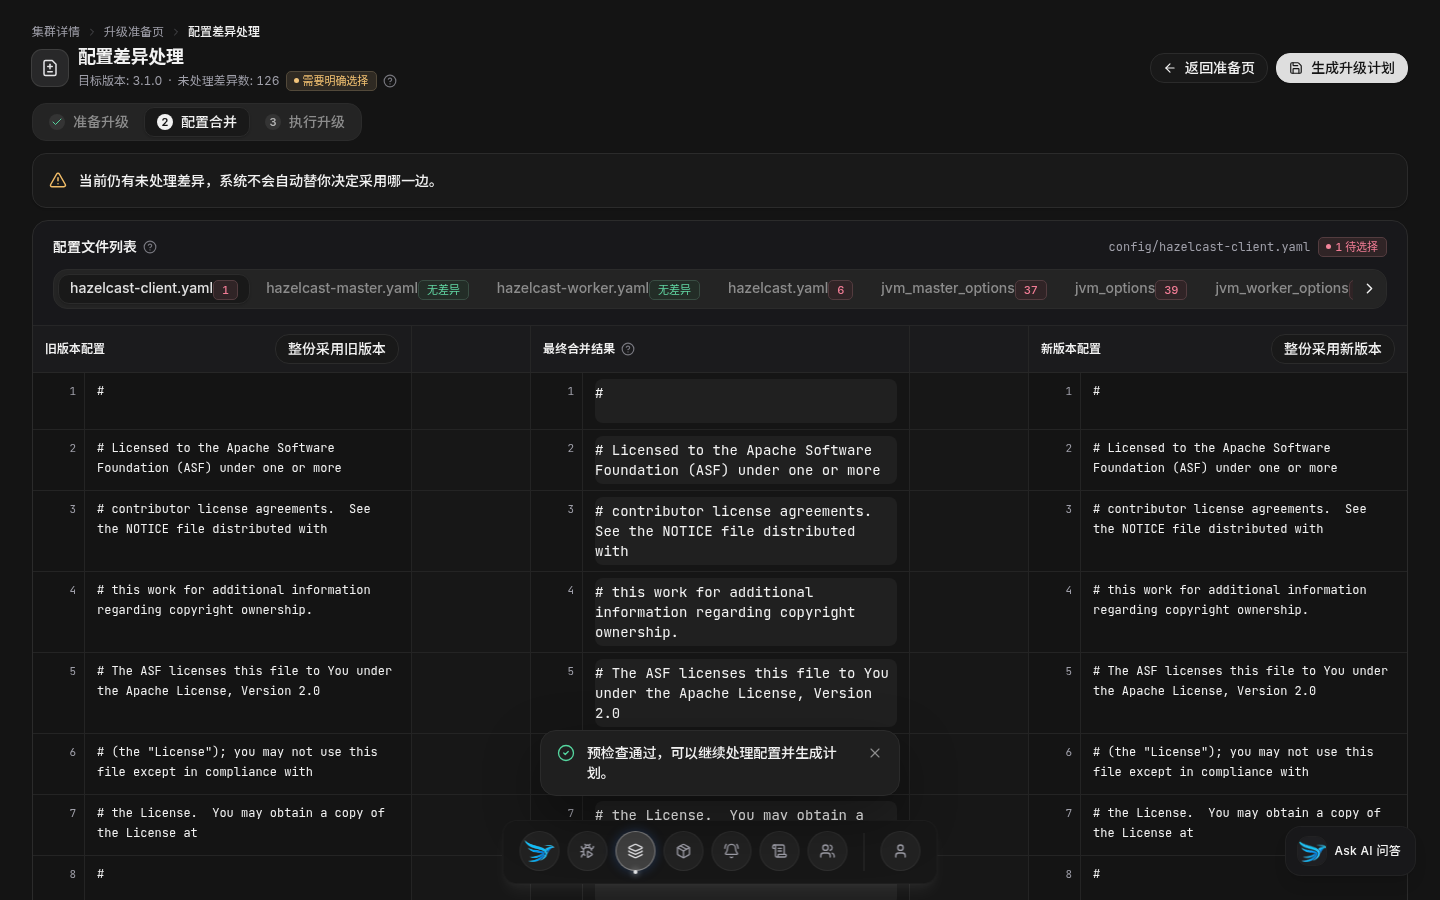 集群详情 › 升级准备页 › 配置差异处理
配置差异处理
目标版本: 3.1.0 · 未处理差异数: 126 需要明确选择
返回准备页 生成升级计划
准备升级 2 配置合并 3 执行升级
当前仍有未处理差异，系统不会自动替你决定采用哪一边。
配置文件列表 config/hazelcast-client.yaml 1 待选择
hazelcast-client.yaml 1 hazelcast-master.yaml 无差异 hazelcast-worker.yaml 无差异 hazelcast.yaml 6 jvm_master_options 37 jvm_options 39 jvm_worker_options
旧版本配置 整份采用旧版本 最终合并结果 新版本配置 整份采用新版本
1 # 1 # 1 #
2 # Licensed to the Apache Software 2 # Licensed to the Apache Software 2 # Licensed to the Apache Software
Foundation (ASF) under one or more Foundation (ASF) under one or more Foundation (ASF) under one or more
3 # contributor license agreements.  See 3 # contributor license agreements. 3 # contributor license agreements.  See
the NOTICE file distributed with See the NOTICE file distributed the NOTICE file distributed with
with
4 # this work for additional information 4 # this work for additional 4 # this work for additional information
regarding copyright ownership. information regarding copyright regarding copyright ownership.
ownership.
5 # The ASF licenses this file to You under 5 # The ASF licenses this file to You 5 # The ASF licenses this file to You under
the Apache License, Version 2.0 under the Apache License, Version the Apache License, Version 2.0
2.0
6 # (the "License"); you may not use this 6 # (the "License"); you may not use this
file except in compliance with file except in compliance with
预检查通过，可以继续处理配置并生成计
划。
7 # the License.  You may obtain a copy of 7 # the License.  You may obtain a 7 # the License.  You may obtain a copy of
the License at the License at
8 # 8 #
Ask AI 问答